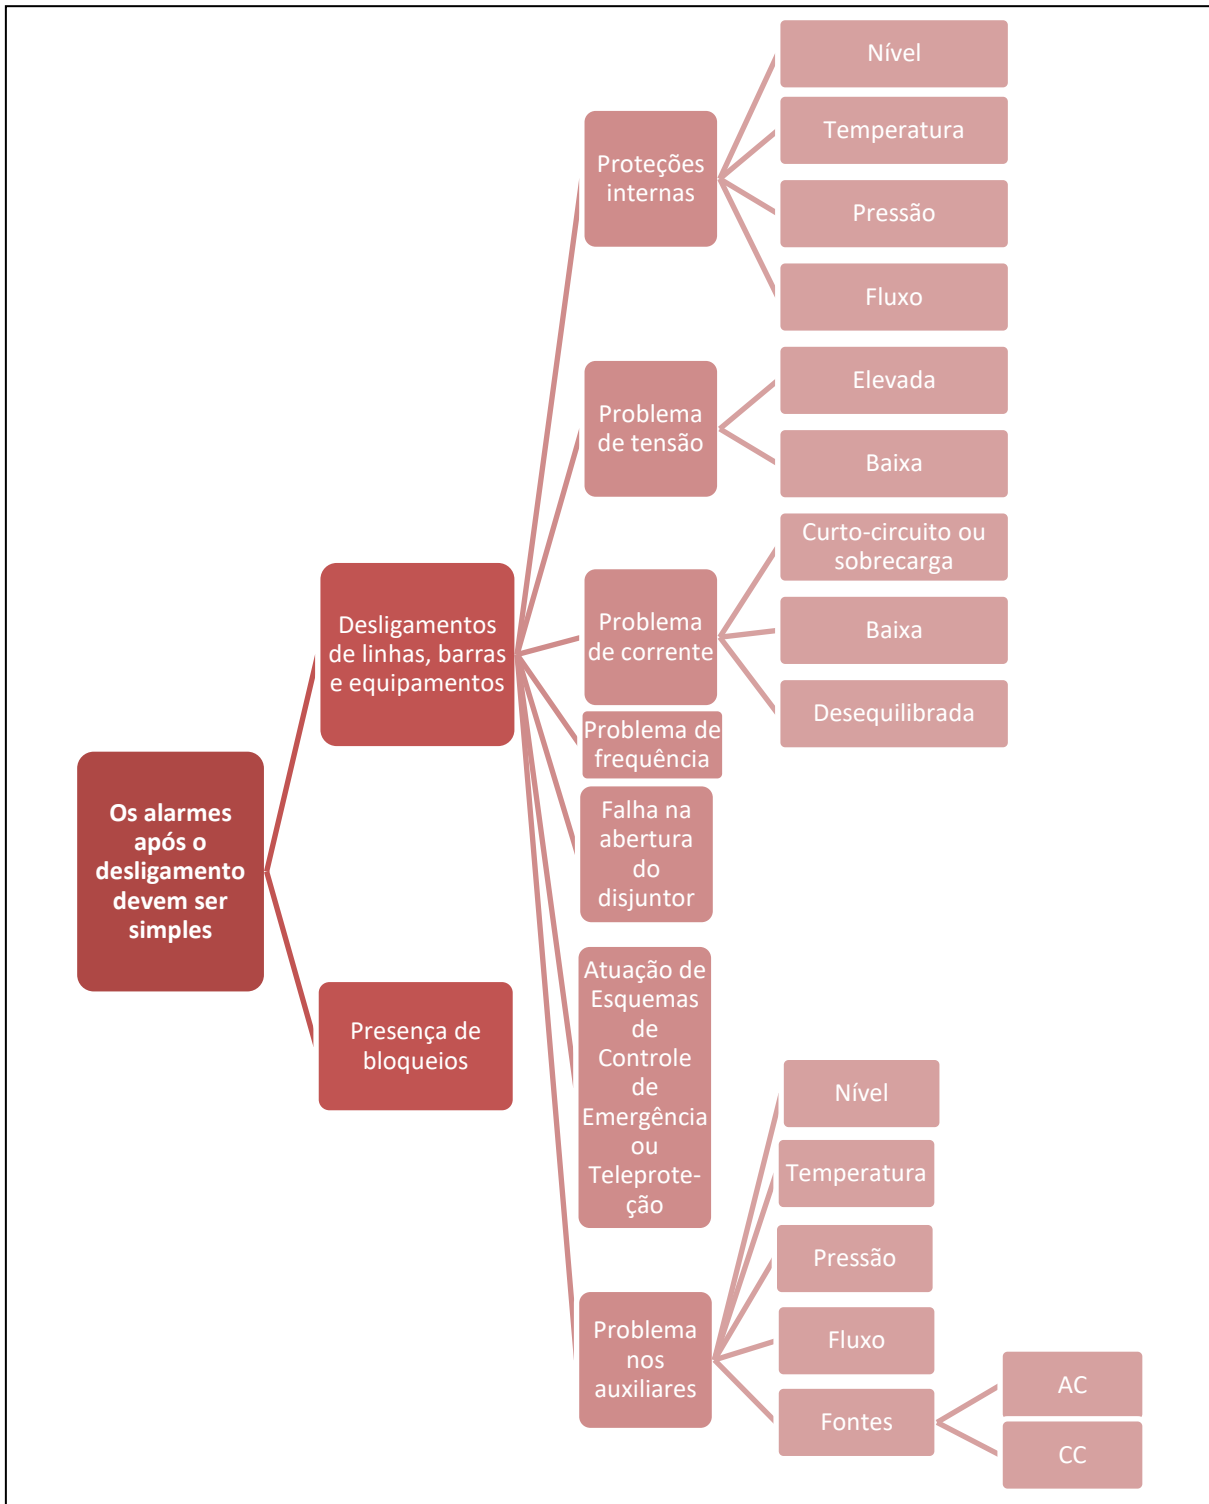 Os alarmes
após o
desligamento
devem ser
simples
Desligamentos
de linhas, barras
e equipamentos
Proteções
internas
Nível
Temperatura
Pressão
Fluxo
Problema
de tensão
Elevada
Baixa
Problema
de corrente
Curto-circuito ou
sobrecarga
Baixa
Desequilibrada
Problema de
frequência
Falha na
abertura
do
disjuntor
Atuação de
Esquemas
de
Controle
de
Emergência
ou
Teleprote-
ção
Problema
nos
auxiliares
Nível
Temperatura
Pressão
Fluxo
Fontes
AC
CC
Presença de
bloqueios